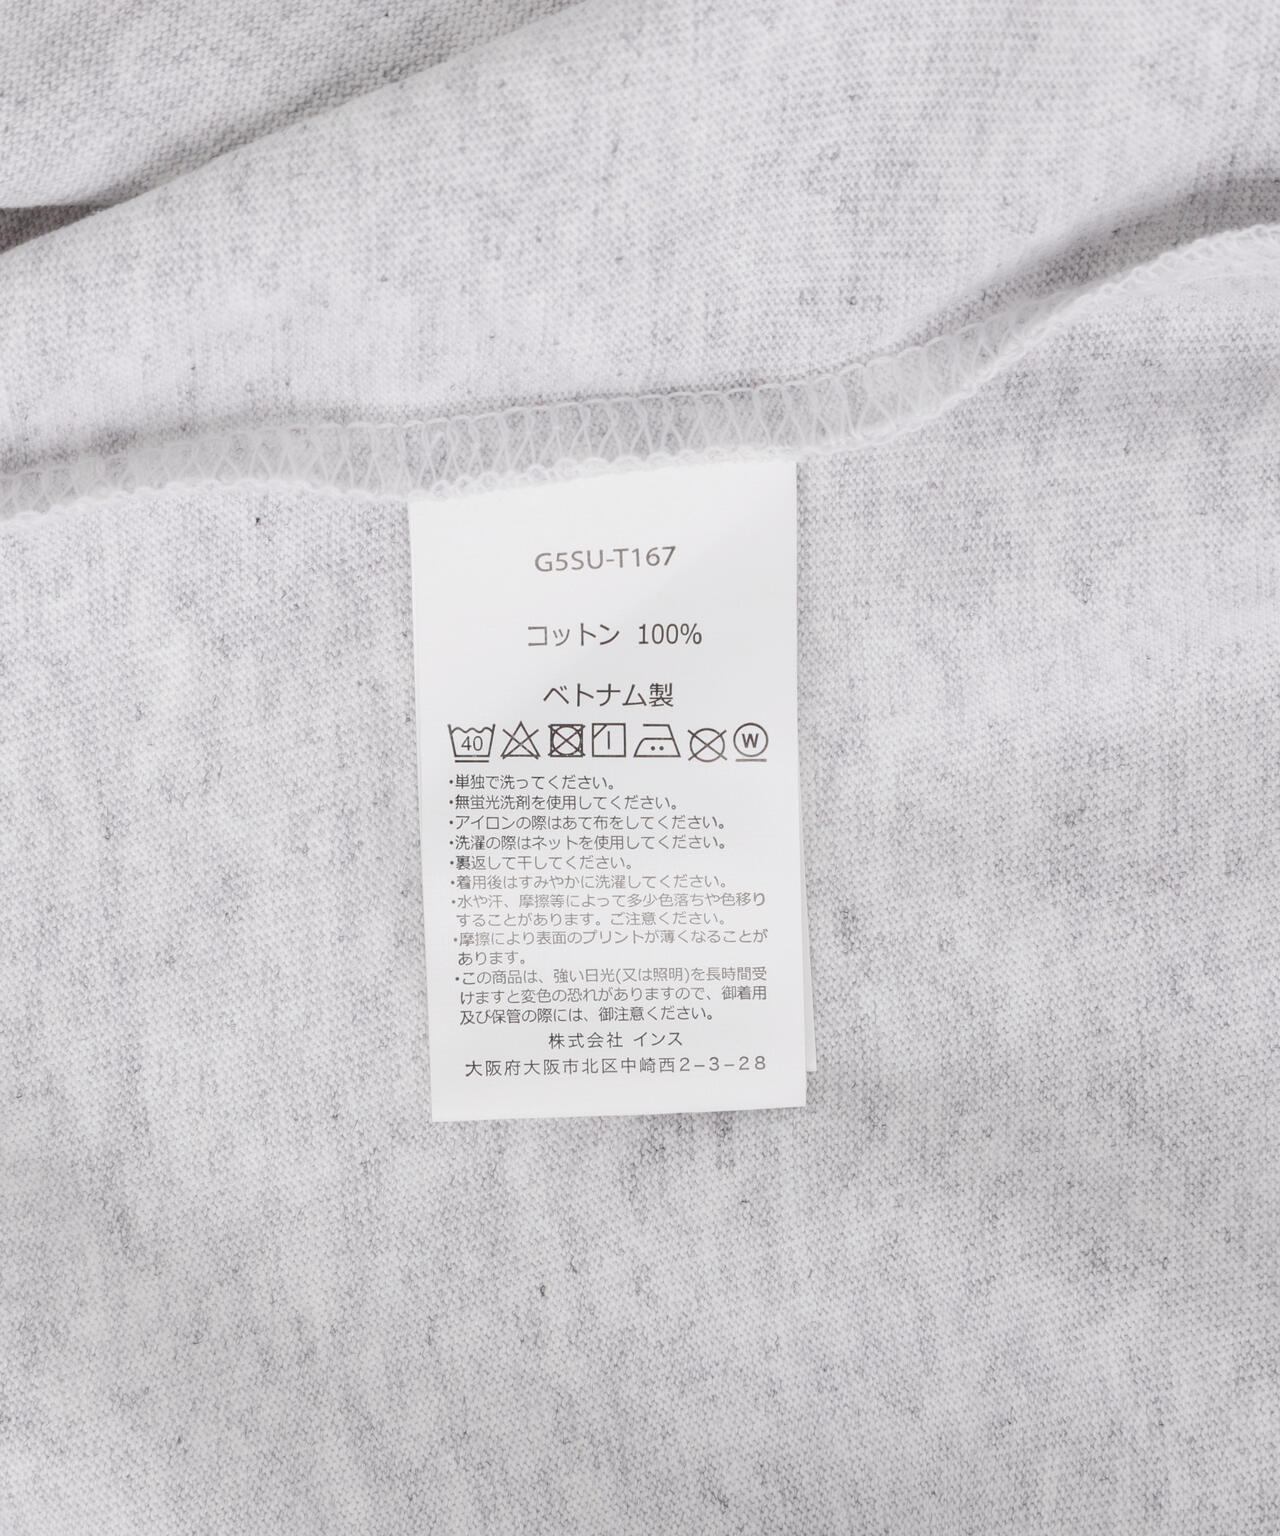 G5SU-T167
コットン 100%
ベトナム製
40 W
・単独で洗ってください。
・無蛍光洗剤を使用してください。
・アイロンの際はあて布をしてください。
・洗濯の際はネットを使用してください。
・裏返して干してください。
・着用後はすみやかに洗濯してください。
・水や汗、摩擦等によって多少色落ちや色移り
することがあります。ご注意ください。
・摩擦により表面のプリントが薄くなることが
あります。
・この商品は、強い日光(又は照明)を長時間受
けますと変色の恐れがありますので、御着用
及び保管の際には、御注意ください。
株式会社 インス
大阪府大阪市北区中崎西2−3−28